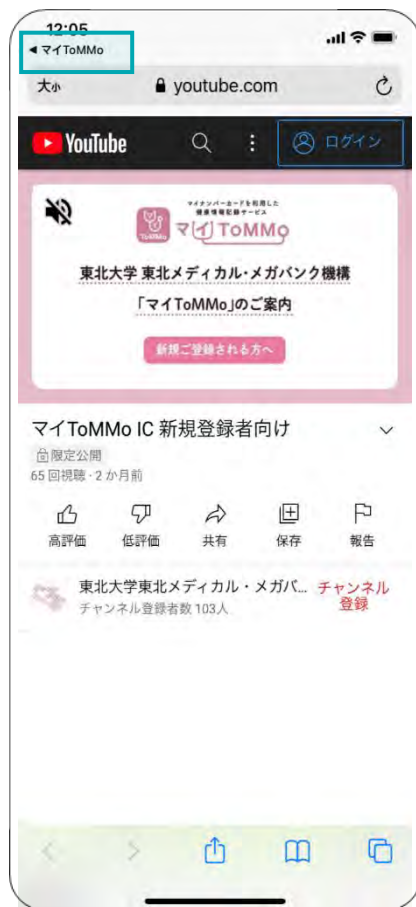 12:05
◀ マイToMMo
大小 youtube.com
YouTube ログイン
マイナンバーカードを利用した
健康情報記録サービス
ToMMo マイToMMo
東北大学 東北メディカル・メガバンク機構
「マイToMMo」のご案内
新規ご登録される方へ
マイToMMo IC 新規登録者向け
限定公開
65 回視聴・2 か月前
高評価 低評価 共有 保存 報告
東北大学東北メディカル・メガバ... チャンネル
登録
チャンネル登録者数 103人